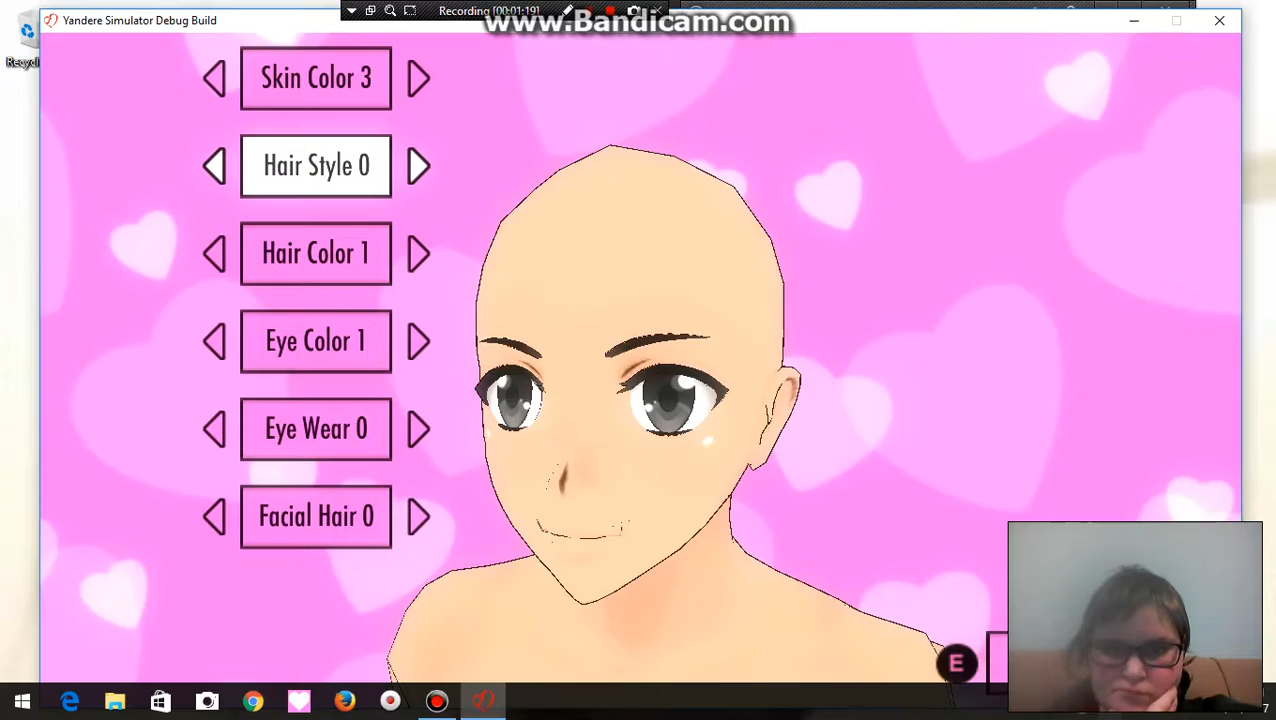 Recording [00:01:19]
www.Bandicam.com
Yandere Simulator Debug Build
Skin Color 3
Hair Style 0
Hair Color 1
Eye Color 1
Eye Wear 0
Facial Hair 0
E